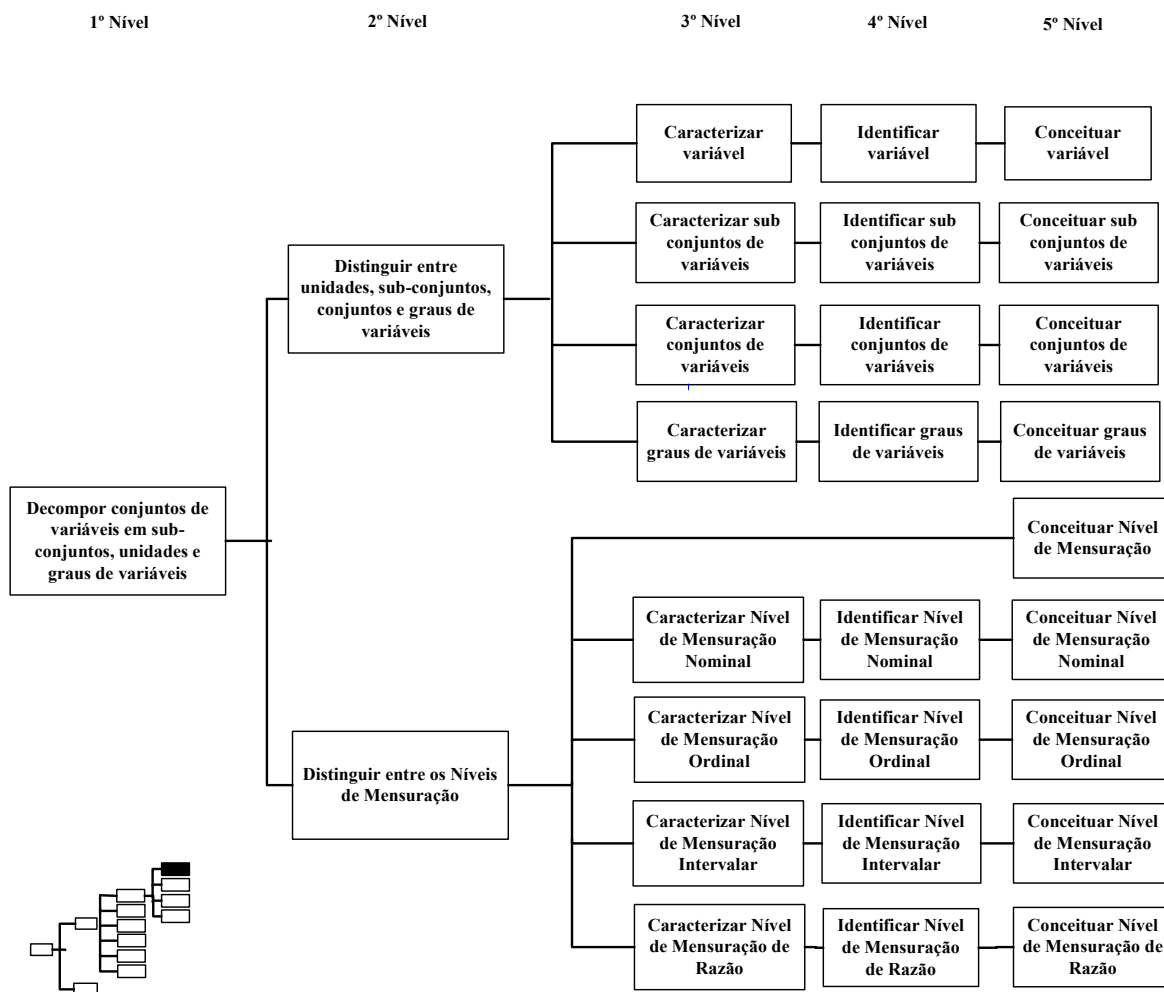 1º Nível
2º Nível
3º Nível
4º Nível
5º Nível
Caracterizar
variável
Identificar
variável
Conceituar
variável
Caracterizar sub
conjuntos de
variáveis
Identificar sub
conjuntos de
variáveis
Conceituar sub
conjuntos de
variáveis
Distinguir entre
unidades, sub-conjuntos,
conjuntos e graus de
variáveis
Caracterizar
conjuntos de
variáveis
Identificar
conjuntos de
variáveis
Conceituar
conjuntos de
variáveis
Caracterizar
graus de variáveis
Identificar graus
de variáveis
Conceituar graus
de variáveis
Decompor conjuntos de
variáveis em sub-
conjuntos, unidades e
graus de variáveis
Conceituar Nível
de Mensuração
Caracterizar Nível
de Mensuração
Nominal
Identificar Nível
de Mensuração
Nominal
Conceituar Nível
de Mensuração
Nominal
Caracterizar Nível
de Mensuração
Ordinal
Identificar Nível
de Mensuração
Ordinal
Conceituar Nível
de Mensuração
Ordinal
Distinguir entre os Níveis
de Mensuração
Caracterizar Nível
de Mensuração
Intervalar
Identificar Nível
de Mensuração
Intervalar
Conceituar Nível
de Mensuração
Intervalar
Caracterizar Nível
de Mensuração de
Razão
Identificar Nível
de Mensuração
de Razão
Conceituar Nível
de Mensuração de
Razão